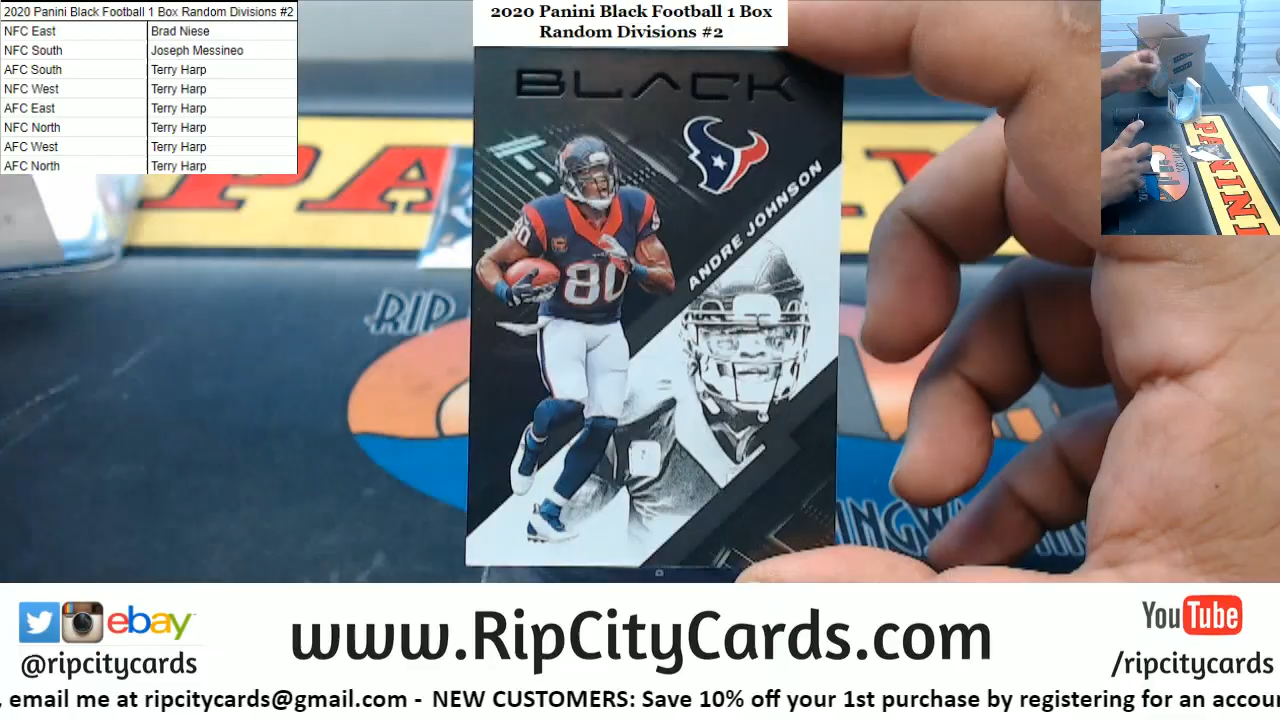 2020 Panini Black Football 1 Box Random Divisions #2
NFC East Brad Niese
NFC South Joseph Messineo
AFC South Terry Harp
NFC West Terry Harp
AFC East Terry Harp
NFC North Terry Harp
AFC West Terry Harp
AFC North Terry Harp
2020 Panini Black Football 1 Box
Random Divisions #2
BLACK
ANDRE JOHNSON
80
80
RIP
PANINI
ebay
@ripcitycards
www.RipCityCards.com
YouTube
/ripcitycards
, email me at ripcitycards@gmail.com - NEW CUSTOMERS: Save 10% off your 1st purchase by registering for an accou